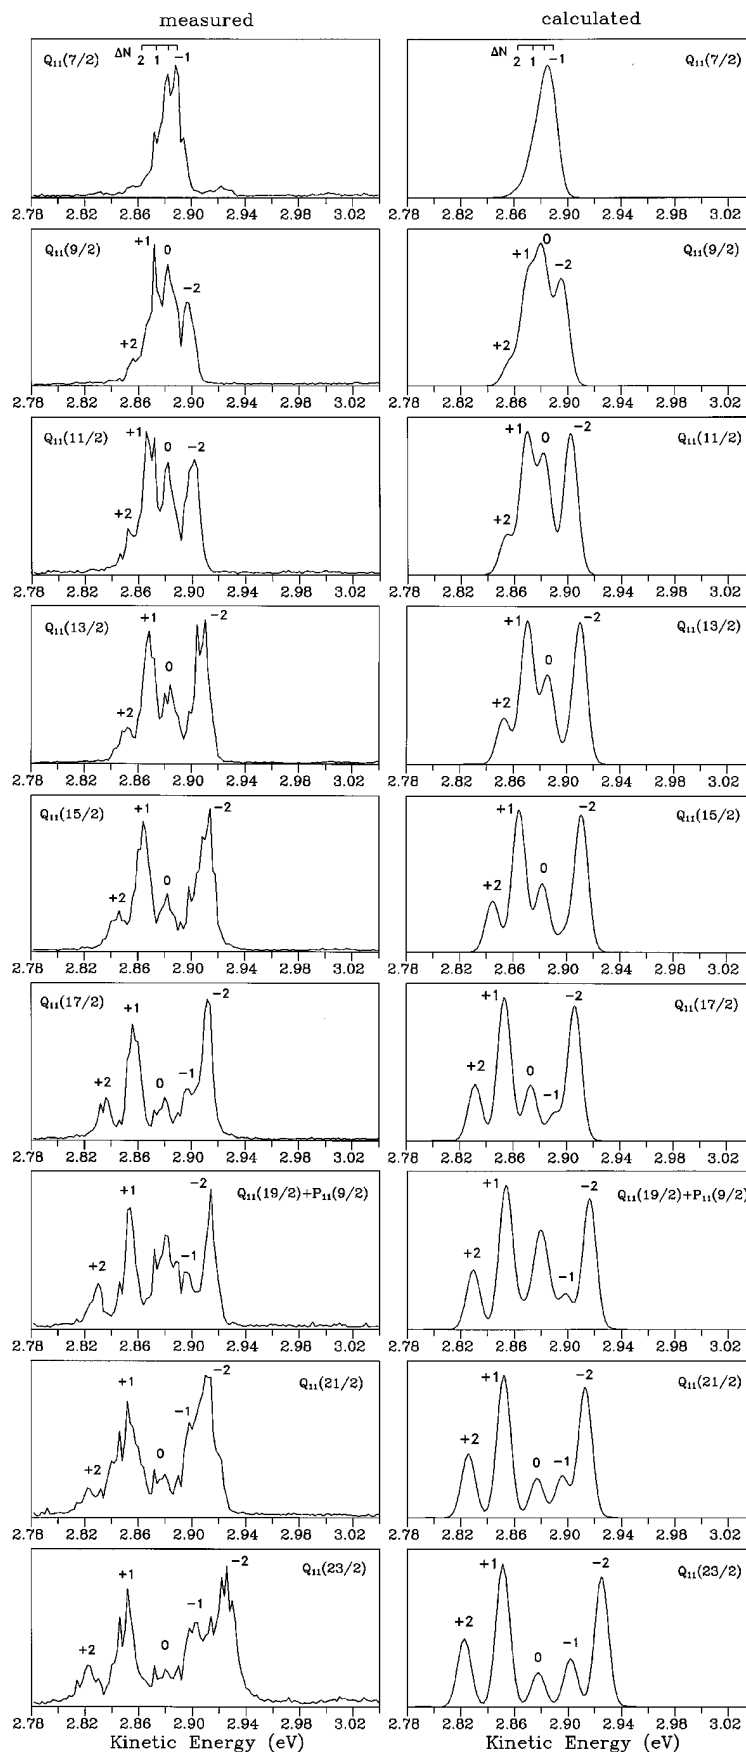 measured calculated
Q₁₁(7/2) ΔN 2 1 −1
ΔN 2 1 −1 Q₁₁(7/2)
2.78 2.82 2.86 2.90 2.94 2.98 3.02 2.78 2.82 2.86 2.90 2.94 2.98 3.02
Q₁₁(9/2) +1 0 −2 +2
0 +1 −2 +2 Q₁₁(9/2)
2.78 2.82 2.86 2.90 2.94 2.98 3.02 2.78 2.82 2.86 2.90 2.94 2.98 3.02
Q₁₁(11/2) +1 0 −2 +2
+1 0 −2 +2 Q₁₁(11/2)
2.78 2.82 2.86 2.90 2.94 2.98 3.02 2.78 2.82 2.86 2.90 2.94 2.98 3.02
Q₁₁(13/2) +1 −2 0 +2
+1 −2 0 +2 Q₁₁(13/2)
2.78 2.82 2.86 2.90 2.94 2.98 3.02 2.78 2.82 2.86 2.90 2.94 2.98 3.02
Q₁₁(15/2) +1 −2 0 +2
+1 −2 0 +2 Q₁₁(15/2)
2.78 2.82 2.86 2.90 2.94 2.98 3.02 2.78 2.82 2.86 2.90 2.94 2.98 3.02
Q₁₁(17/2) +1 −2 +2 0 −1
+1 −2 +2 0 −1 Q₁₁(17/2)
2.78 2.82 2.86 2.90 2.94 2.98 3.02 2.78 2.82 2.86 2.90 2.94 2.98 3.02
+1 −2 +2 −1 Q₁₁(19/2)+P₁₁(9/2)
+1 −2 +2 −1 Q₁₁(19/2)+P₁₁(9/2)
2.78 2.82 2.86 2.90 2.94 2.98 3.02 2.78 2.82 2.86 2.90 2.94 2.98 3.02
+1 −2 −1 0 +2 Q₁₁(21/2)
+1 −2 +2 0 −1 Q₁₁(21/2)
2.78 2.82 2.86 2.90 2.94 2.98 3.02 2.78 2.82 2.86 2.90 2.94 2.98 3.02
+1 −2 −1 0 +2 Q₁₁(23/2)
+1 −2 +2 0 −1 Q₁₁(23/2)
2.78 2.82 2.86 2.90 2.94 2.98 3.02 2.78 2.82 2.86 2.90 2.94 2.98 3.02
Kinetic Energy (eV) Kinetic Energy (eV)